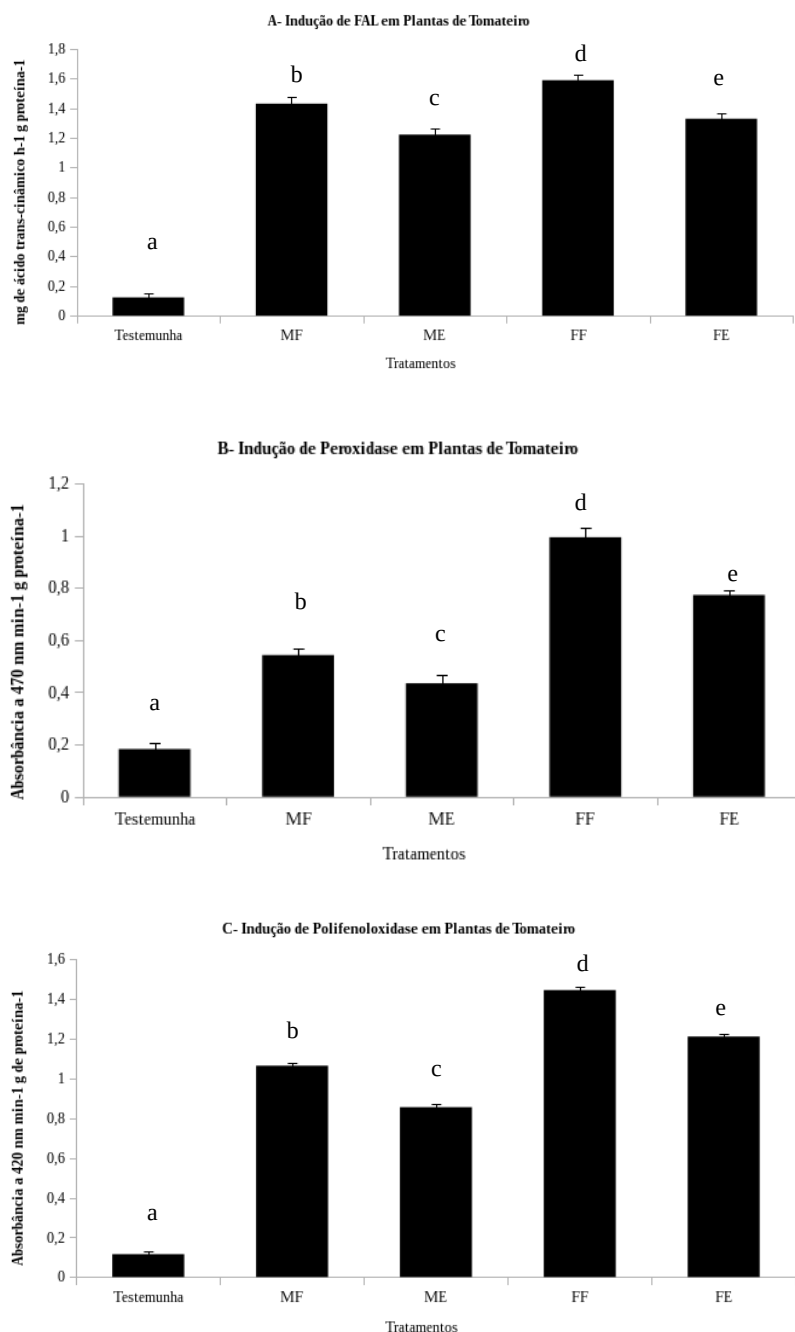 A- Indução de FAL em Plantas de Tomateiro
mg de ácido trans-cinâmico h-1 g proteína-1
1,8
1,6
1,4
1,2
1
0,8
0,6
0,4
0,2
0
a
b
c
d
e
Testemunha MF ME FF FE
Tratamentos
B- Indução de Peroxidase em Plantas de Tomateiro
Absorbância a 470 nm min-1 g proteína-1
1,2
1
0,8
0,6
0,4
0,2
0
a
b
c
d
e
Testemunha MF ME FF FE
Tratamentos
C- Indução de Polifenoloxidase em Plantas de Tomateiro
Absorbância a 420 nm min-1 g de proteína-1
1,6
1,4
1,2
1
0,8
0,6
0,4
0,2
0
a
b
c
d
e
Testemunha MF ME FF FE
Tratamentos